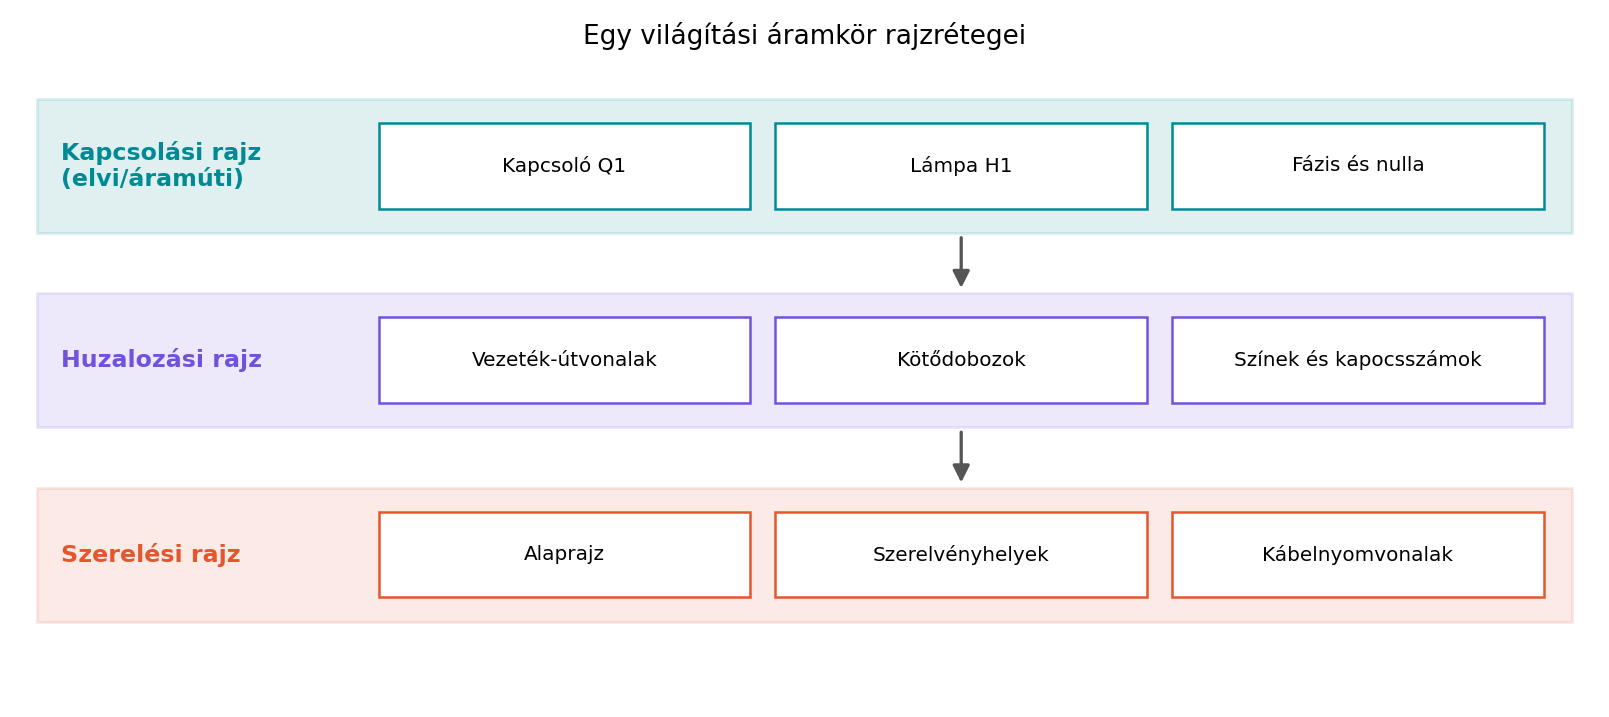 Egy világítási áramkör rajzrétegei
Kapcsolási rajz
(elvi/áramúti)
Kapcsoló Q1
Lámpa H1
Fázis és nulla
Huzalozási rajz
Vezeték-útvonalak
Kötődobozok
Színek és kapocsszámok
Szerelési rajz
Alaprajz
Szerelvényhelyek
Kábelnyomvonalak